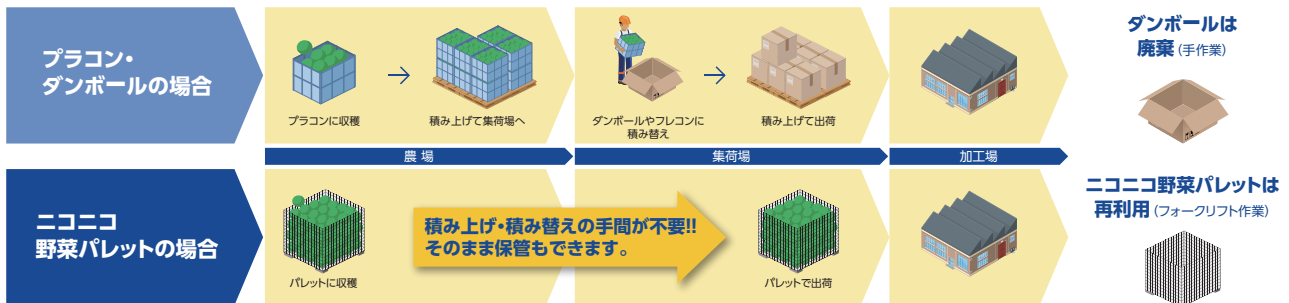 プラコン・
ダンボールの場合
プラコンに収穫
積み上げて集荷場へ
ダンボールやフレコンに
積み替え
積み上げて出荷
ダンボールは
廃棄(手作業)
農 場
集荷場
加工場
ニコニコ
野菜パレットの場合
パレットに収穫
積み上げ・積み替えの手間が不要!!
そのまま保管もできます。
パレットで出荷
ニコニコ野菜パレットは
再利用(フォークリフト作業)